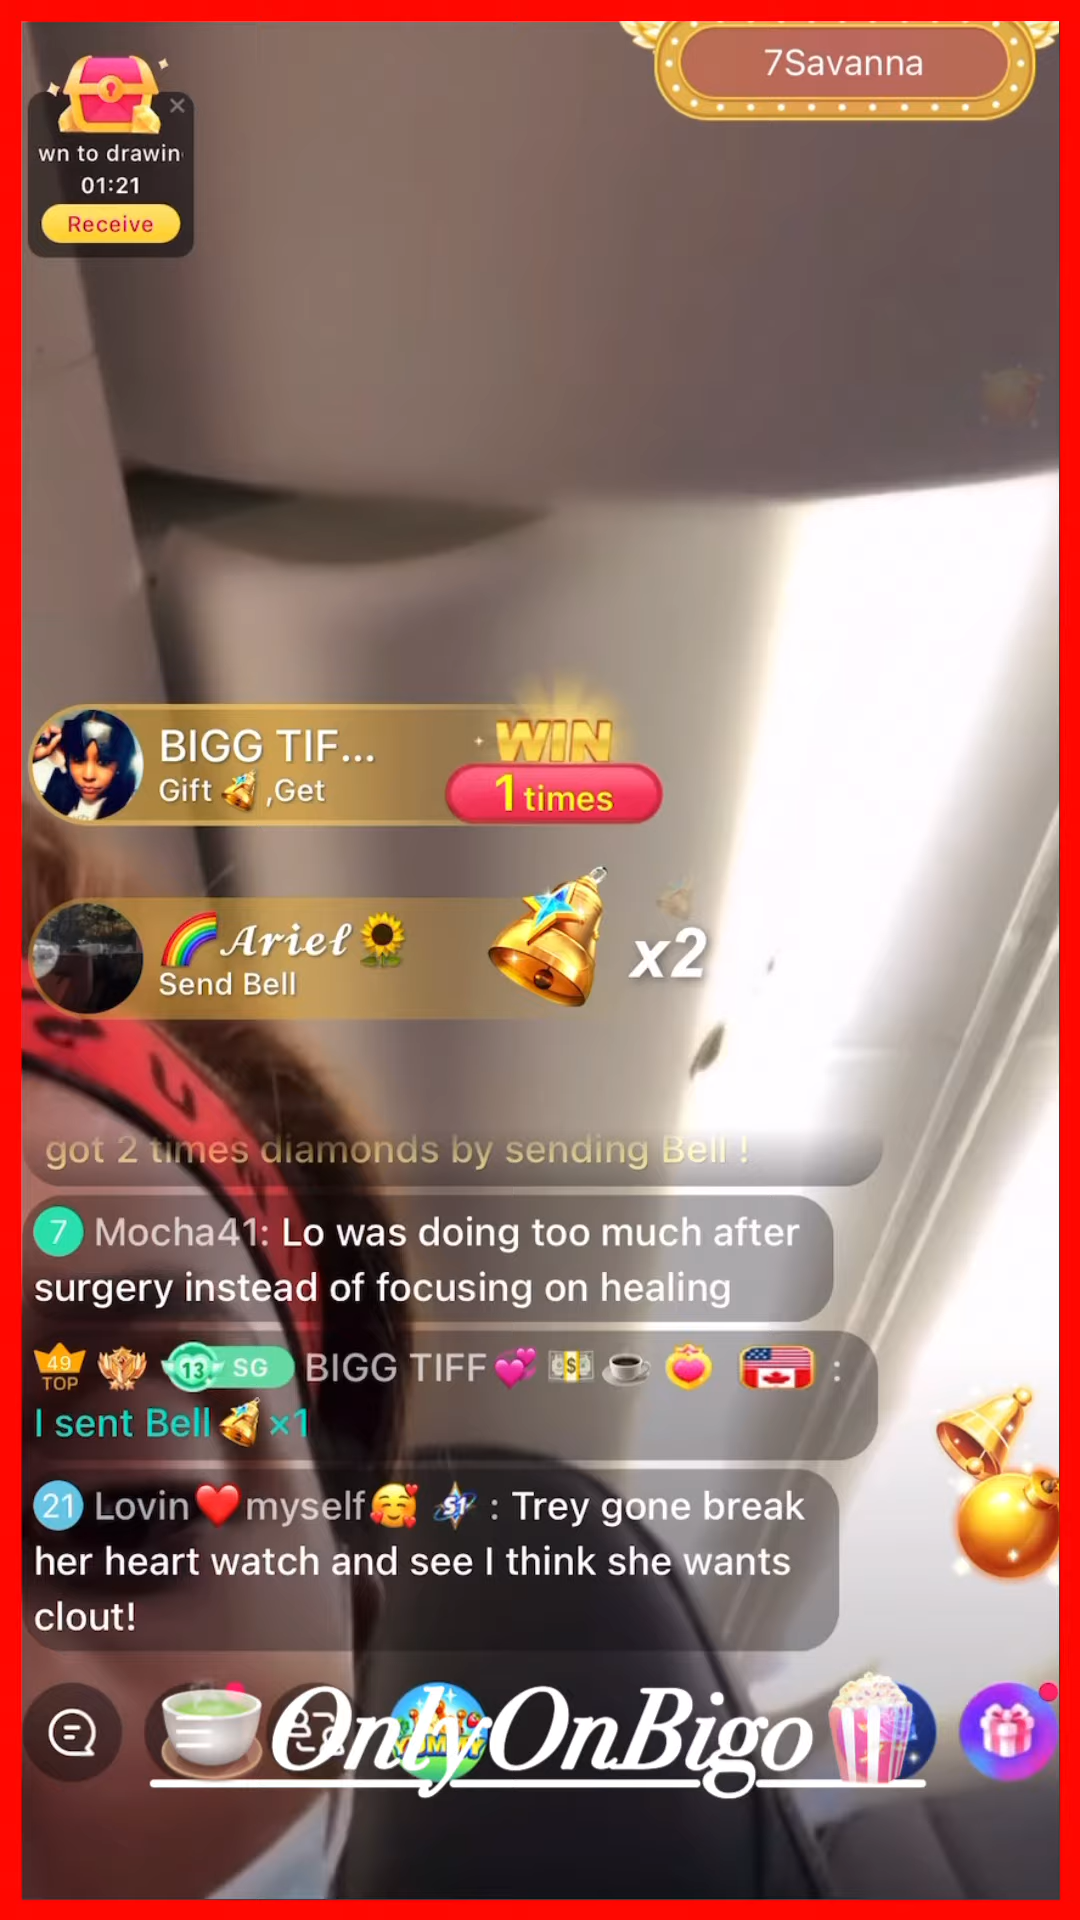 7Savanna
wn to drawin
01:21
Receive
BIGG TIF...
Gift 🔔,Get
WIN
1 times
🌈Ariel🌻
Send Bell
x2
got 2 times diamonds by sending Bell !
7 Mocha41: Lo was doing too much after
surgery instead of focusing on healing
49 TOP 13 SG BIGG TIFF💕💵☕ :
I sent Bell🔔×1
21 Lovin❤️myself🥰 S1 : Trey gone break
her heart watch and see I think she wants
clout!
YUMMY
OnlyOnBigo